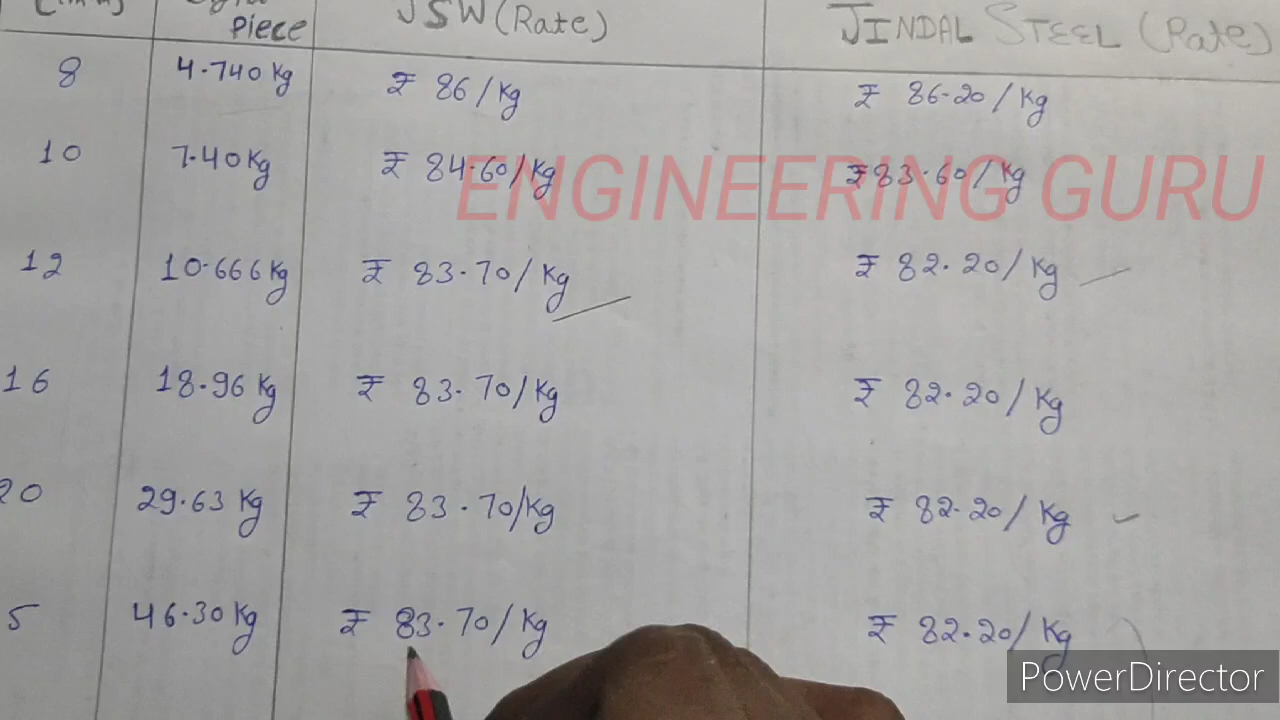 Piece JSW (Rate) JINDAL STEEL (Rate)
8 4.740 Kg ₹ 86/Kg ₹ 86.20/Kg
10 7.40 Kg ₹ 84.60/Kg ₹ 83.60/Kg
ENGINEERING GURU
12 10.666 Kg ₹ 83.70/Kg ₹ 82.20/Kg
16 18.96 Kg ₹ 83.70/Kg ₹ 82.20/Kg
20 29.63 Kg ₹ 83.70/Kg ₹ 82.20/Kg
5 46.30 Kg ₹ 83.70/Kg ₹ 82.20/Kg
PowerDirector